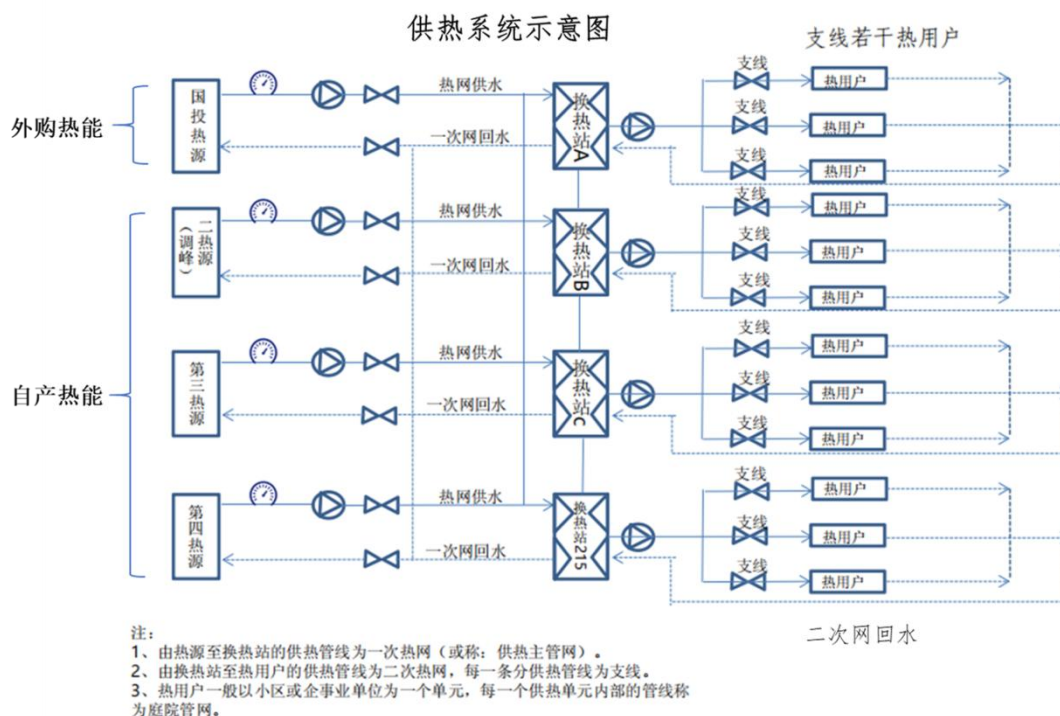 供热系统示意图
支线若干热用户
外购热能
国投热源
热网供水
一次网回水
换热站A
支线
热用户
支线
热用户
支线
热用户
自产热能
二热源
（调峰）
热网供水
一次网回水
换热站B
支线
热用户
支线
热用户
支线
热用户
第三热源
热网供水
一次网回水
换热站C
支线
热用户
支线
热用户
支线
热用户
第四热源
热网供水
一次网回水
换热站215
支线
热用户
支线
热用户
支线
热用户
二次网回水
注：
1、由热源至换热站的供热管线为一次热网（或称：供热主管网）。
2、由换热站至热用户的供热管线为二次热网，每一条分供热管线为支线。
3、热用户一般以小区或企事业单位为一个单元，每一个供热单元内部的管线称
为庭院管网。